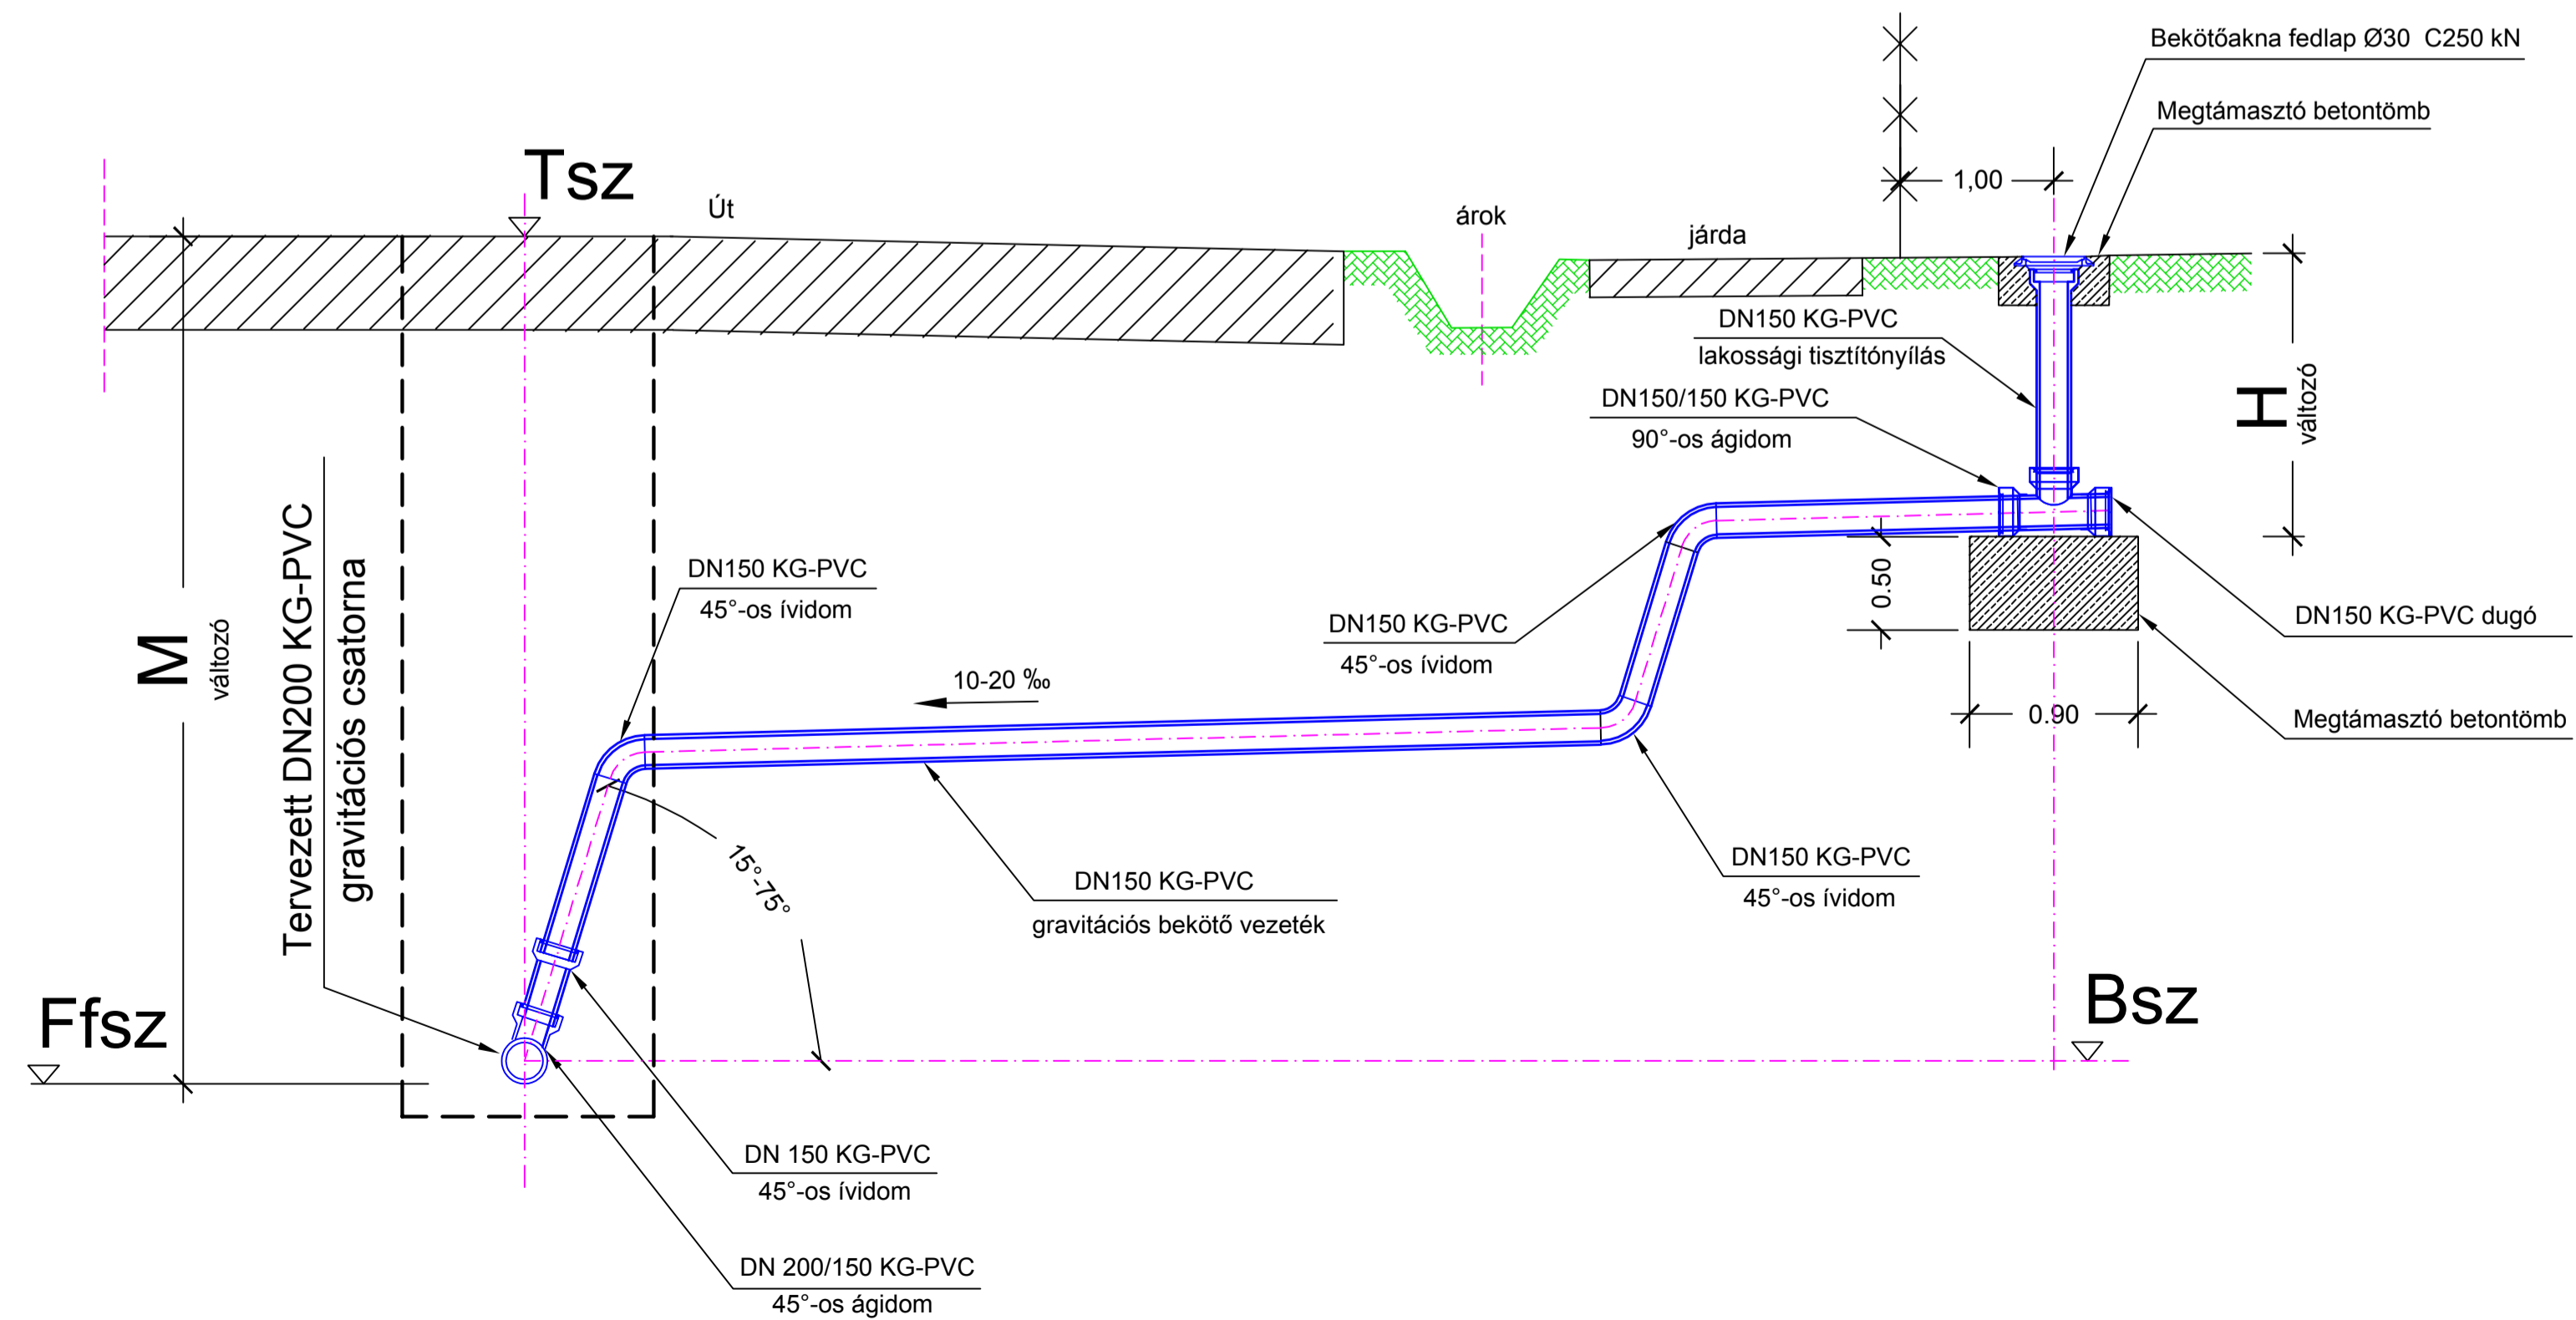 Bekötőakna fedlap Ø30 C250 kN
Megtámasztó betontömb
Tsz
Út
árok
járda
1,00
DN150 KG-PVC
lakossági tisztítónyílás
DN150/150 KG-PVC
90°-os ágidom
H
változó
M
változó
Tervezett DN200 KG-PVC
gravitációs csatorna
DN150 KG-PVC
45°-os ívidom
DN150 KG-PVC
45°-os ívidom
0.50
DN150 KG-PVC dugó
10-20 ‰
0.90
Megtámasztó betontömb
15°-75°
DN150 KG-PVC
gravitációs bekötő vezeték
DN150 KG-PVC
45°-os ívidom
Ffsz
Bsz
DN 150 KG-PVC
45°-os ívidom
DN 200/150 KG-PVC
45°-os ágidom